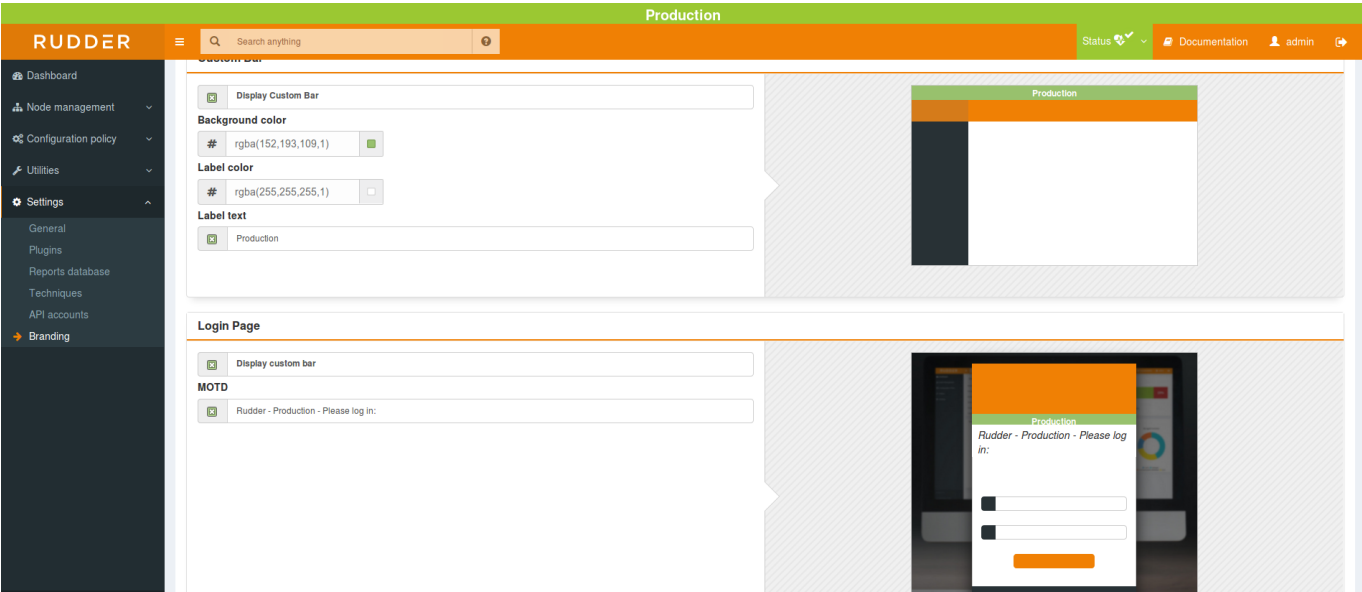 Production
RUDDER
Search anything
Status
Documentation
admin
Dashboard
Node management
Configuration policy
Utilities
Settings
General
Plugins
Reports database
Techniques
API accounts
Branding
Custom Bar
Display Custom Bar
Background color
# rgba(152,193,109,1)
Label color
# rgba(255,255,255,1)
Label text
Production
Production
Login Page
Display custom bar
MOTD
Rudder - Production - Please log in:
Production
Rudder - Production - Please log
in: